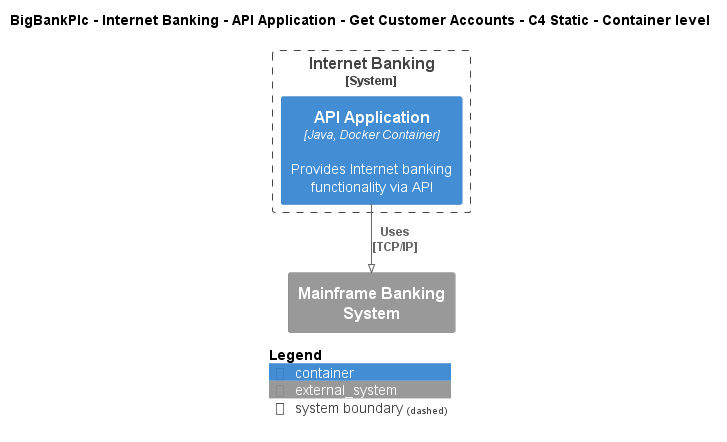 BigBankPlc - Internet Banking - API Application - Get Customer Accounts - C4 Static - Container level
Internet Banking
[System]
API Application
[Java, Docker Container]
Provides Internet banking
functionality via API
Uses
[TCP/IP]
Mainframe Banking
System
Legend
container
external_system
system boundary (dashed)